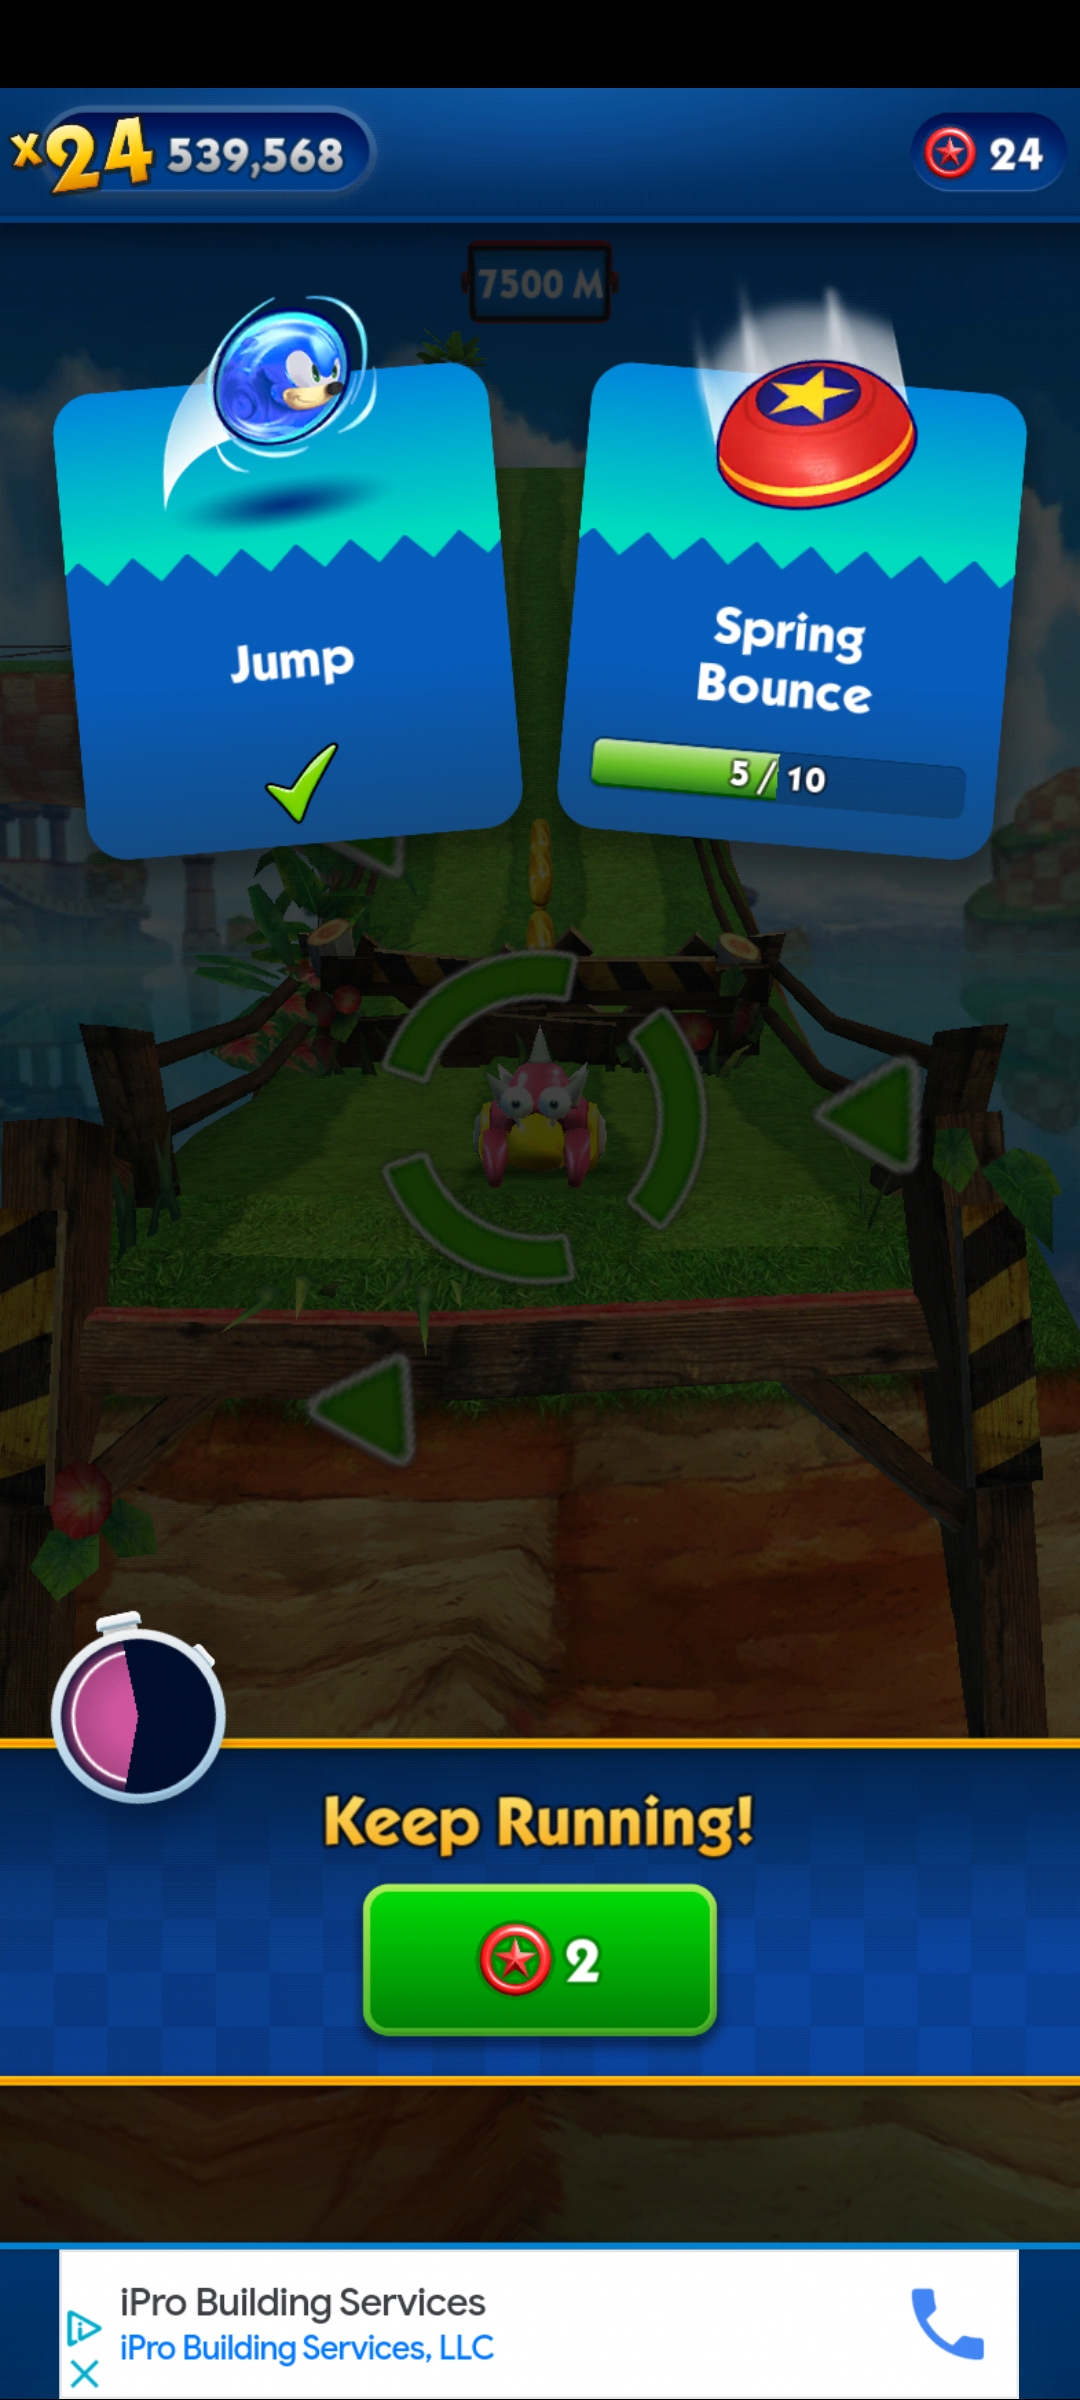 x24 539,568
24
7500 M
Jump
Spring
Bounce
5 / 10
Keep Running!
2
iPro Building Services
iPro Building Services, LLC